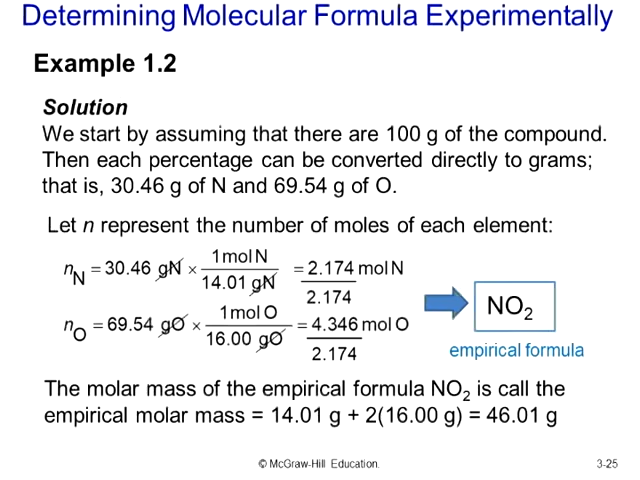 Determining Molecular Formula Experimentally
Example 1.2
Solution
We start by assuming that there are 100 g of the compound.
Then each percentage can be converted directly to grams;
that is, 30.46 g of N and 69.54 g of O.
Let n represent the number of moles of each element:
n_N = 30.46 gN × 1 mol N / 14.01 gN = 2.174 mol N / 2.174
n_O = 69.54 gO × 1 mol O / 16.00 gO = 4.346 mol O / 2.174
NO₂
empirical formula
The molar mass of the empirical formula NO₂ is call the
empirical molar mass = 14.01 g + 2(16.00 g) = 46.01 g
© McGraw-Hill Education.
3-25